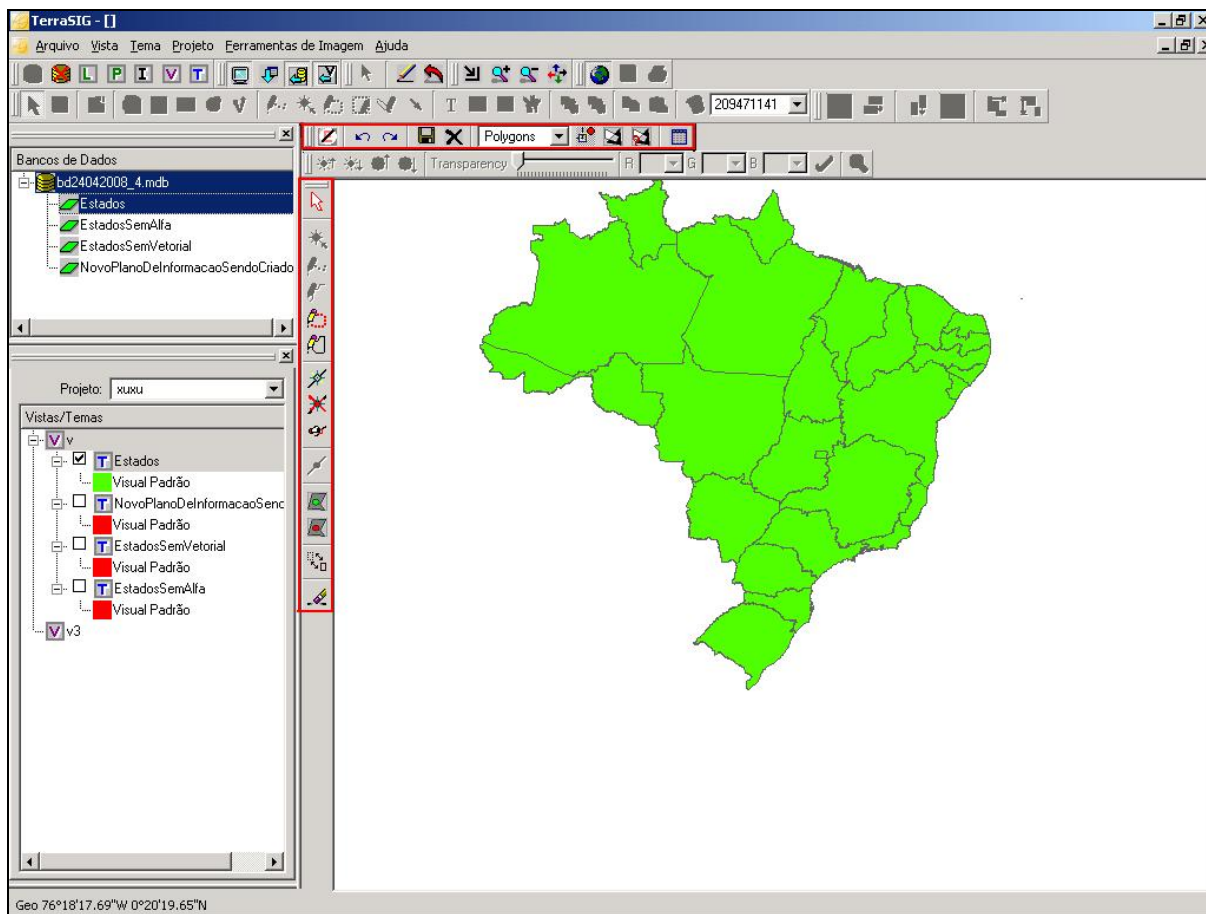 TerraSIG - []
Arquivo Vista Tema Projeto Ferramentas de Imagem Ajuda
L P I V T
T 209471141
Polygons
Transparency R G B
Bancos de Dados
bd24042008_4.mdb
Estados
EstadosSemAlfa
EstadosSemVetorial
NovoPlanoDeInformacaoSendoCriado
Projeto: xuxu
Vistas/Temas
V v
T Estados
Visual Padrão
T NovoPlanoDeInformacaoSend
Visual Padrão
T EstadosSemVetorial
Visual Padrão
T EstadosSemAlfa
Visual Padrão
V v3
Geo 76°18'17.69"W 0°20'19.65"N